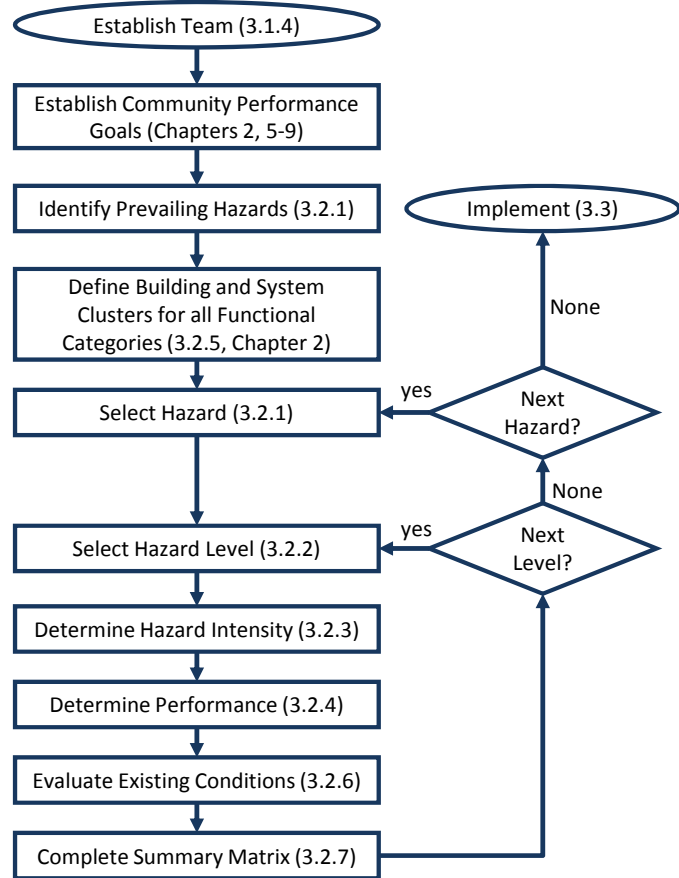 Establish Team (3.1.4)
Establish Community Performance
Goals (Chapters 2, 5-9)
Identify Prevailing Hazards (3.2.1)
Implement (3.3)
Define Building and System
Clusters for all Functional
Categories (3.2.5, Chapter 2)
None
yes
Next
Hazard?
Select Hazard (3.2.1)
None
yes
Next
Level?
Select Hazard Level (3.2.2)
Determine Hazard Intensity (3.2.3)
Determine Performance (3.2.4)
Evaluate Existing Conditions (3.2.6)
Complete Summary Matrix (3.2.7)